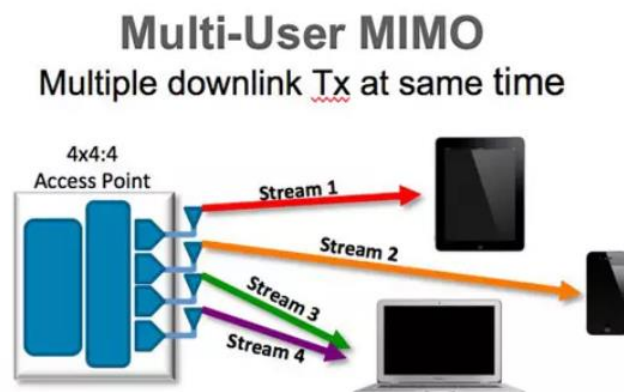 Multi-User MIMO
Multiple downlink Tx at same time
4x4:4
Access Point
Stream 1
Stream 2
Stream 3
Stream 4